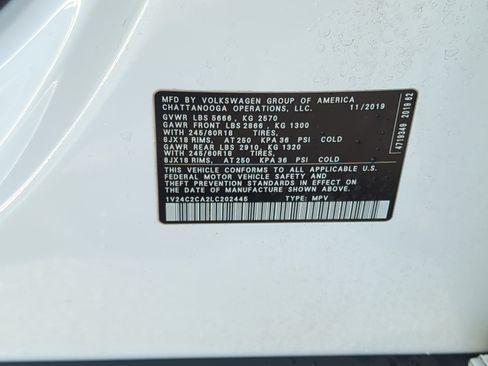 MFD BY VOLKSWAGEN GROUP OF AMERICA
CHATTANOOGA OPERATIONS, LLC. 11/2019
GVWR LBS 5666 , KG 2570
GAWR FRONT LBS 2866 , KG 1300
WITH 245/60R18 TIRES,
8JX18 RIMS, AT 250 KPA 36 PSI COLD
GAWR REAR LBS 2910, KG 1320
WITH 245/60R18 TIRES,
8JX18 RIMS, AT 250 KPA 36 PSI COLD
THIS VEHICLE CONFORMS TO ALL APPLICABLE U.S.
FEDERAL MOTOR VEHICLE SAFETY AND
THEFT PREVENTION STANDARDS IN EFFECT ON
THE DATE OF MANUFACTURE SHOWN ABOVE
1V24C2CA2LC202445 TYPE: MPV
4719349 2019 62